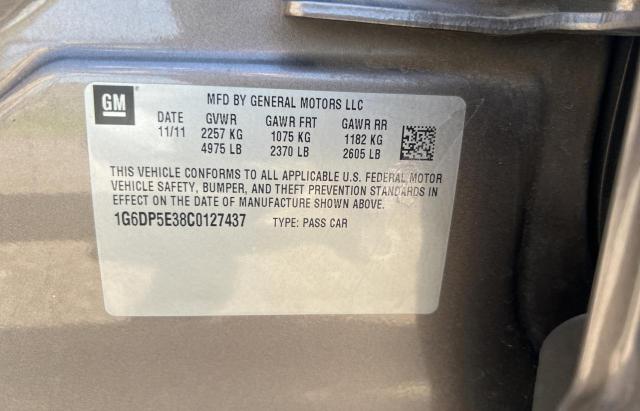 GM
MFD BY GENERAL MOTORS LLC
DATE GVWR GAWR FRT GAWR RR
11/11 2257 KG 1075 KG 1182 KG
4975 LB 2370 LB 2605 LB
THIS VEHICLE CONFORMS TO ALL APPLICABLE U.S. FEDERAL MOTOR
VEHICLE SAFETY, BUMPER, AND THEFT PREVENTION STANDARDS IN
EFFECT ON THE DATE OF MANUFACTURE SHOWN ABOVE.
1G6DP5E38C0127437 TYPE: PASS CAR